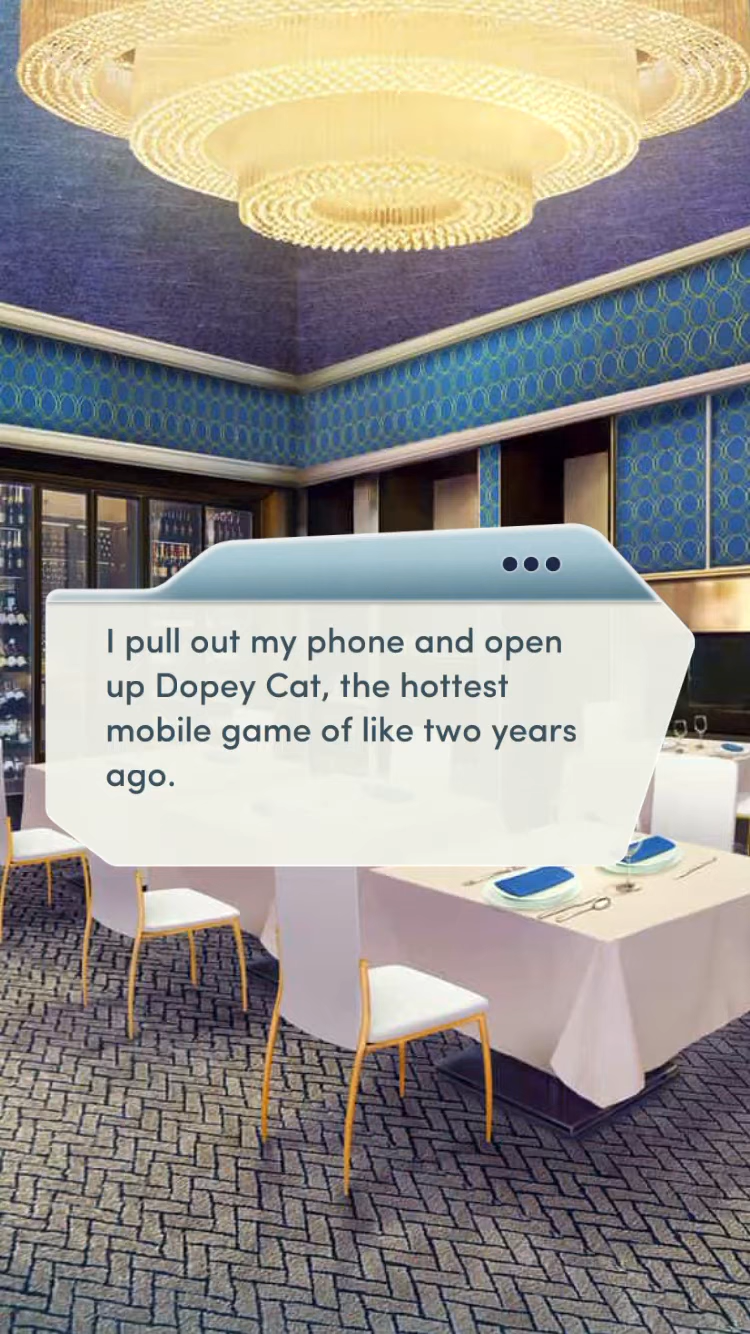 I pull out my phone and open
up Dopey Cat, the hottest
mobile game of like two years
ago.